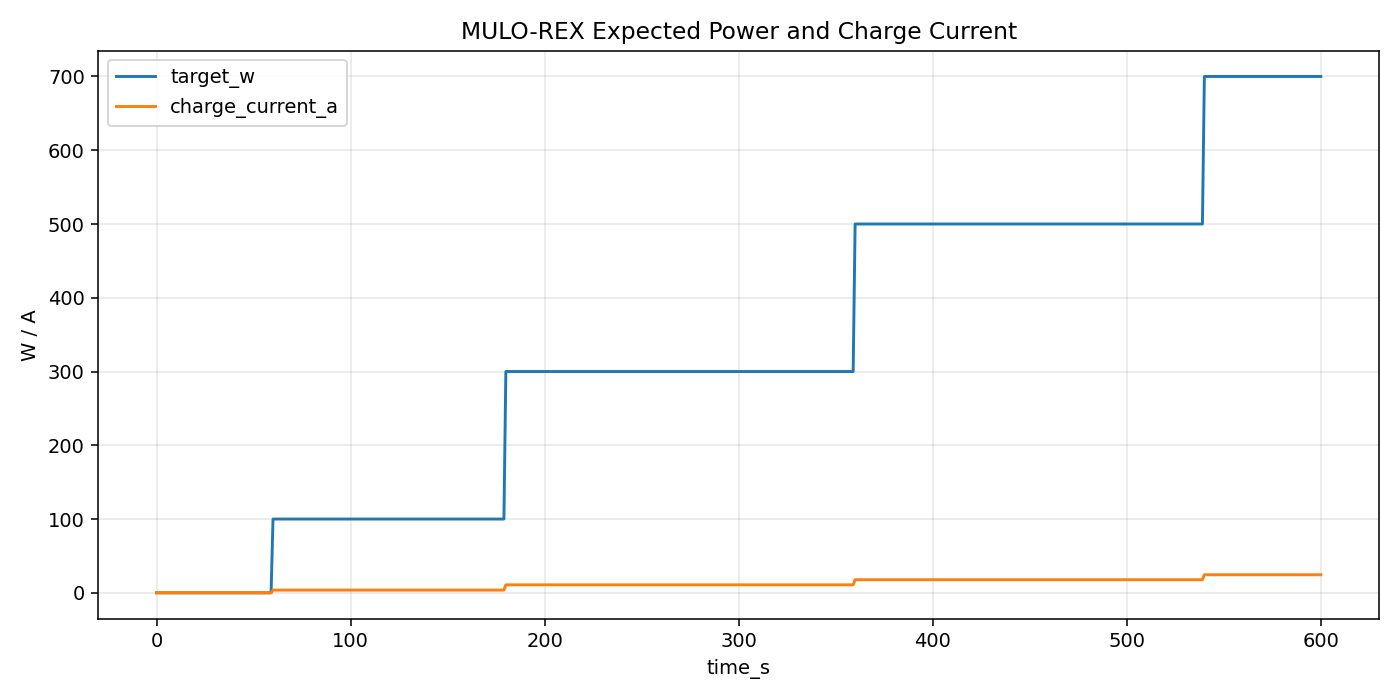 MULO-REX Expected Power and Charge Current
target_w
charge_current_a
700
600
500
400
300
200
100
0
W / A
0 100 200 300 400 500 600
time_s